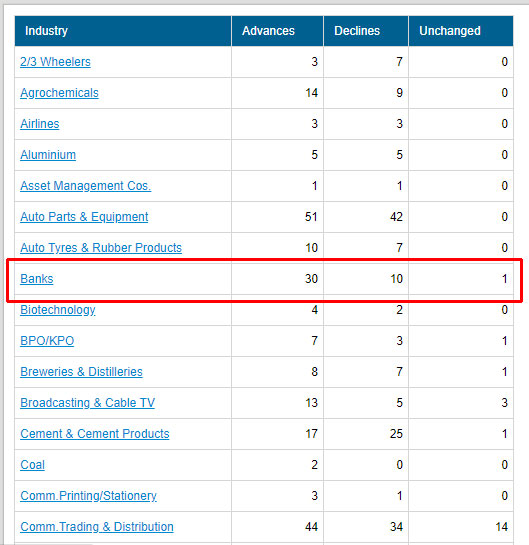 Industry Advances Declines Unchanged
2/3 Wheelers 3 7 0
Agrochemicals 14 9 0
Airlines 3 3 0
Aluminium 5 5 0
Asset Management Cos. 1 1 0
Auto Parts & Equipment 51 42 0
Auto Tyres & Rubber Products 10 7 0
Banks 30 10 1
Biotechnology 4 2 0
BPO/KPO 7 3 1
Breweries & Distilleries 8 7 1
Broadcasting & Cable TV 13 5 3
Cement & Cement Products 17 25 1
Coal 2 0 0
Comm.Printing/Stationery 3 1 0
Comm.Trading & Distribution 44 34 14